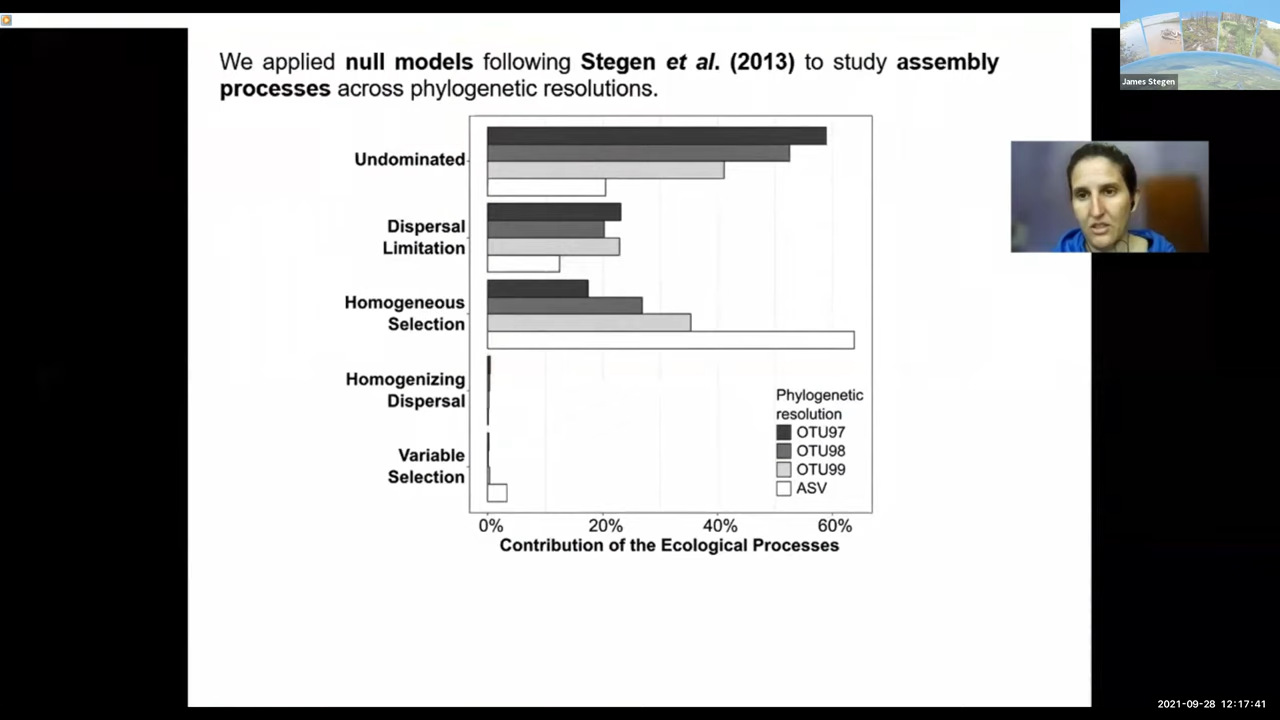 We applied null models following Stegen et al. (2013) to study assembly
processes across phylogenetic resolutions.
James Stegen
Undominated
Dispersal
Limitation
Homogeneous
Selection
Homogenizing
Dispersal
Variable
Selection
Phylogenetic
resolution
OTU97
OTU98
OTU99
ASV
0% 20% 40% 60%
Contribution of the Ecological Processes
2021-09-28 12:17:41